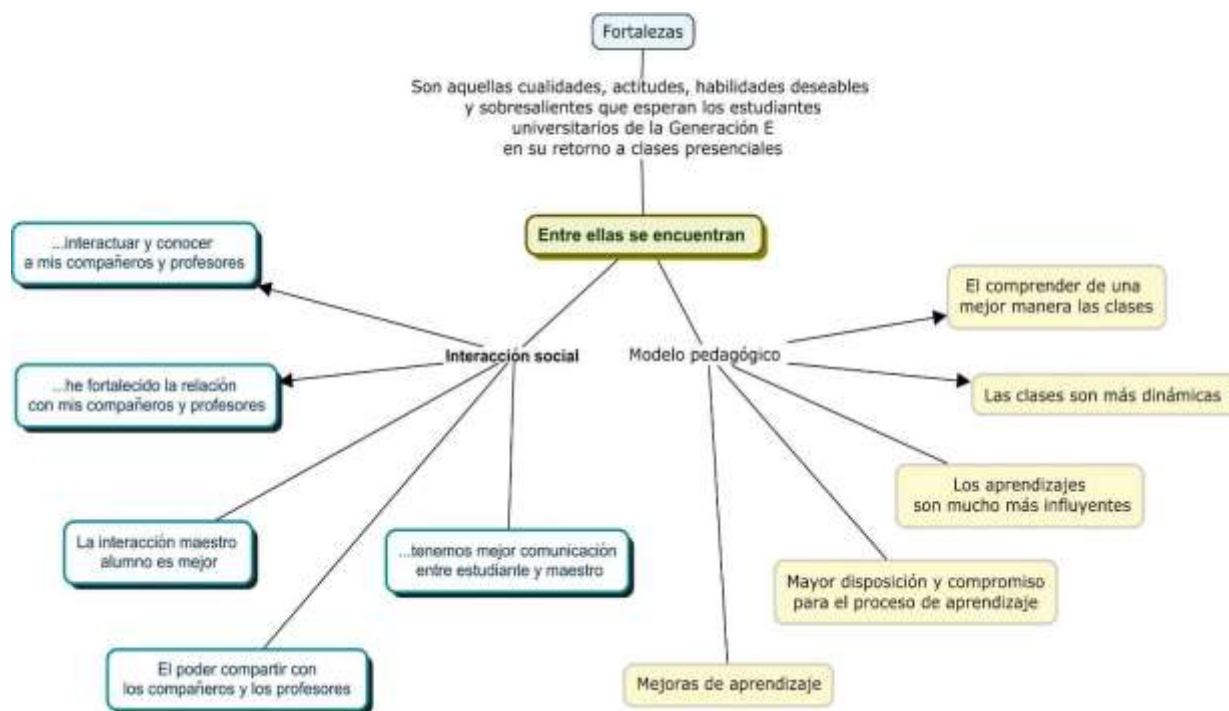 Fortalezas
Son aquellas cualidades, actitudes, habilidades deseables
y sobresalientes que esperan los estudiantes
universitarios de la Generación E
en su retorno a clases presenciales
Entre ellas se encuentran
Interacción social
...interactuar y conocer
a mis compañeros y profesores
...he fortalecido la relación
con mis compañeros y profesores
La interacción maestro
alumno es mejor
El poder compartir con
los compañeros y los profesores
...tenemos mejor comunicación
entre estudiante y maestro
Modelo pedagógico
El comprender de una
mejor manera las clases
Las clases son más dinámicas
Los aprendizajes
son mucho más influyentes
Mayor disposición y compromiso
para el proceso de aprendizaje
Mejoras de aprendizaje